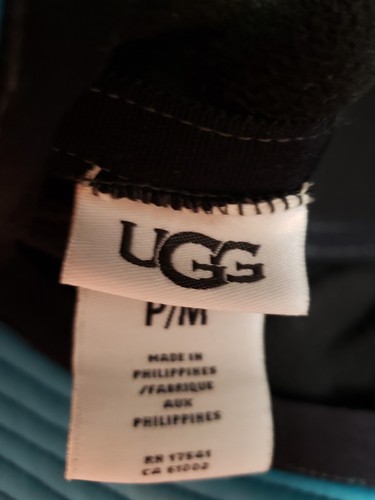 UGG
P/M
MADE IN
PHILIPPINES
/FABRIQUE
AUX
PHILIPPINES
RN 17641
CA 61002